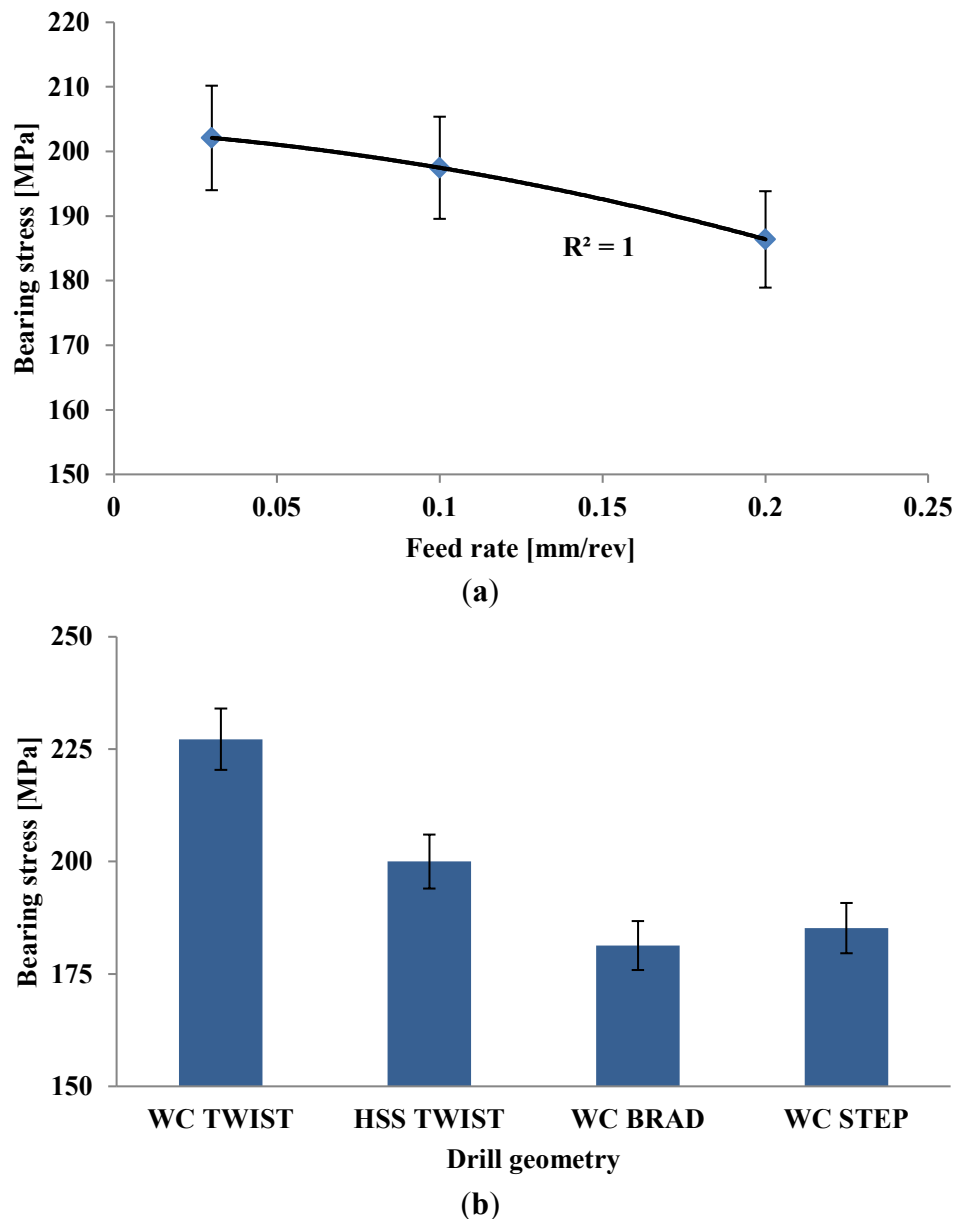 220
210
200
190
180
170
160
150
Bearing stress [MPa]
R² = 1
0 0.05 0.1 0.15 0.2 0.25
Feed rate [mm/rev]
(a)
250
225
200
175
150
Bearing stress [MPa]
WC TWIST HSS TWIST WC BRAD WC STEP
Drill geometry
(b)